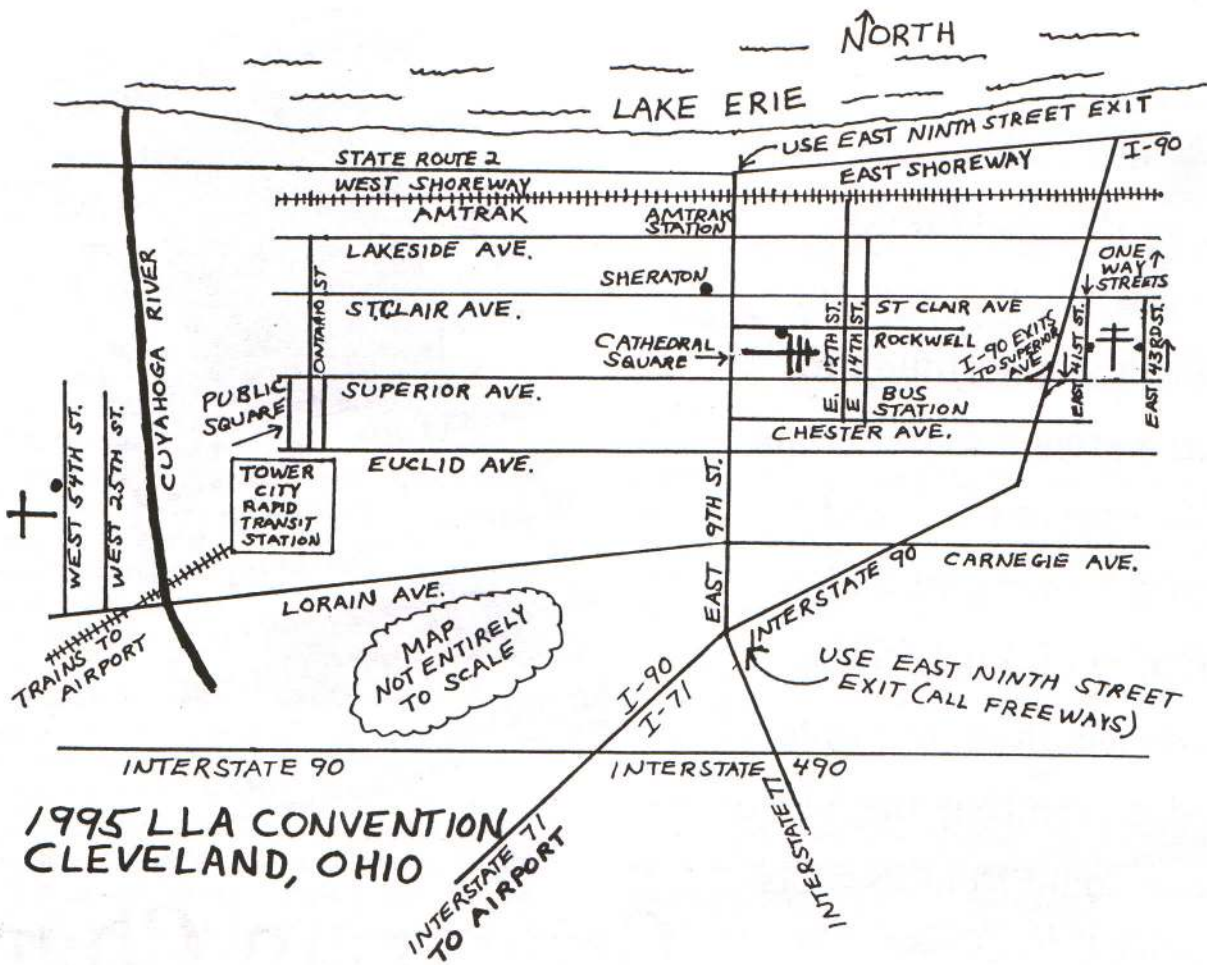 NORTH
LAKE ERIE
USE EAST NINTH STREET EXIT
I-90
STATE ROUTE 2
EAST SHOREWAY
WEST SHOREWAY
AMTRAK
AMTRAK
STATION
LAKESIDE AVE.
ONE
WAY
STREETS
SHERATON
ONTARIO ST
CUYAHOGA RIVER
ST.CLAIR AVE.
ST CLAIR AVE
E. 12TH ST.
E 14TH ST.
ROCKWELL
CATHEDRAL
SQUARE
I-90 EXITS
TO SUPERIOR
AVE
EAST 41ST ST.
EAST 43RD ST.
PUBLIC
SQUARE
SUPERIOR AVE.
BUS
STATION
CHESTER AVE.
EUCLID AVE.
WEST 54TH ST.
WEST 25TH ST.
TOWER
CITY
RAPID
TRANSIT
STATION
EAST 9TH ST.
CARNEGIE AVE.
LORAIN AVE.
INTERSTATE 90
TRAINS TO
AIRPORT
MAP
NOT ENTIRELY
TO SCALE
I-90
I-71
USE EAST NINTH STREET
EXIT (ALL FREEWAYS)
INTERSTATE 90
INTERSTATE 490
INTERSTATE 77
1995 LLA CONVENTION
CLEVELAND, OHIO
INTERSTATE 71
TO AIRPORT